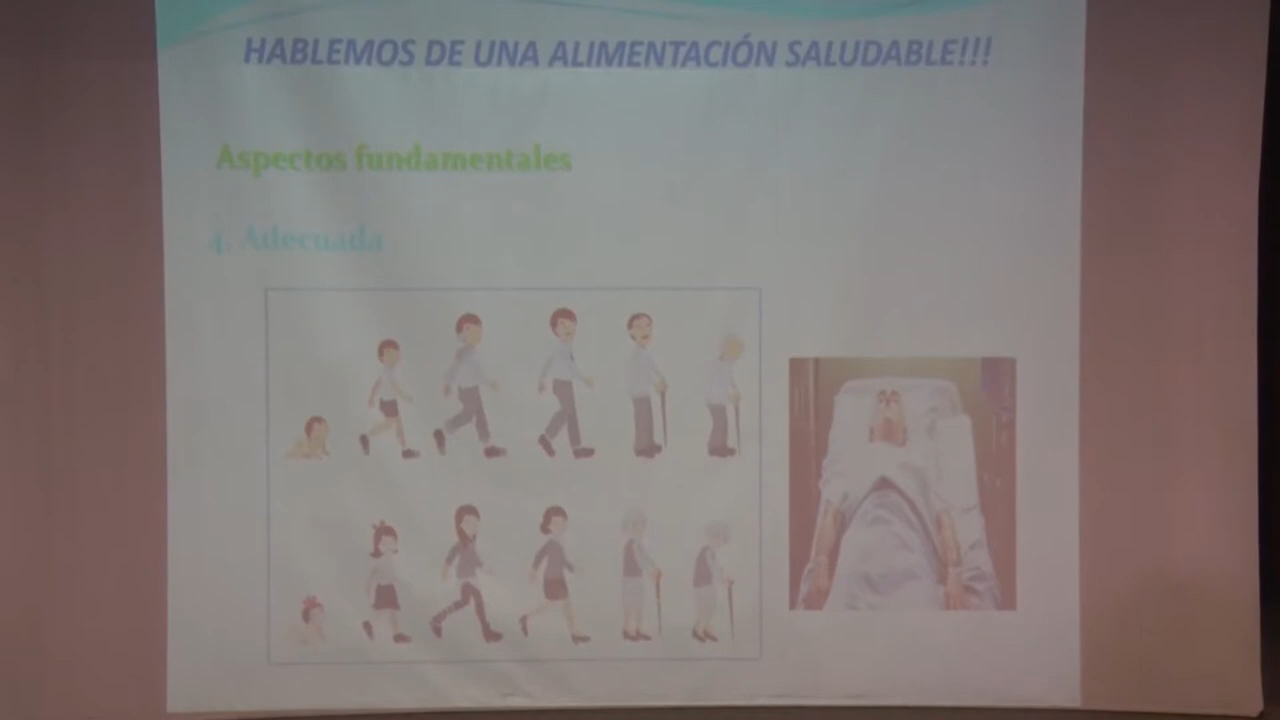 HABLEMOS DE UNA ALIMENTACIÓN SALUDABLE!!!
Aspectos fundamentales
4. Adecuada